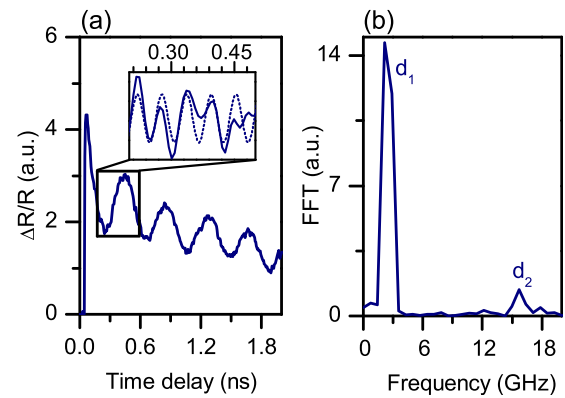 (a)
6
4
2
0
ΔR/R (a.u.)
0.30 0.45
0.0 0.6 1.2 1.8
Time delay (ns)
(b)
14
7
0
FFT (a.u.)
d1
d2
0 6 12 18
Frequency (GHz)